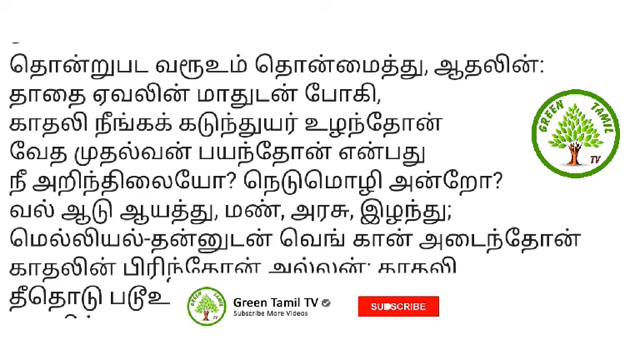 தொன்றுபட வரூஉம் தொன்மைத்து, ஆதலின்:
தாதை ஏவலின் மாதுடன் போகி,
காதலி நீங்கக் கடுந்துயர் உழந்தோன்
வேத முதல்வன் பயந்தோன் என்பது
நீ அறிந்திலையோ? நெடுமொழி அன்றோ?
வல் ஆடு ஆயத்து, மண், அரசு, இழந்து;
மெல்லியல்-தன்னுடன் வெங் கான் அடைந்தோன்
காதலின் பிரிந்தோன் அல்லன்; காதலி
தீதொடு படூஉ
GREEN TAMIL TV
Green Tamil TV
Subscribe More Videos
SUBSCRIBE